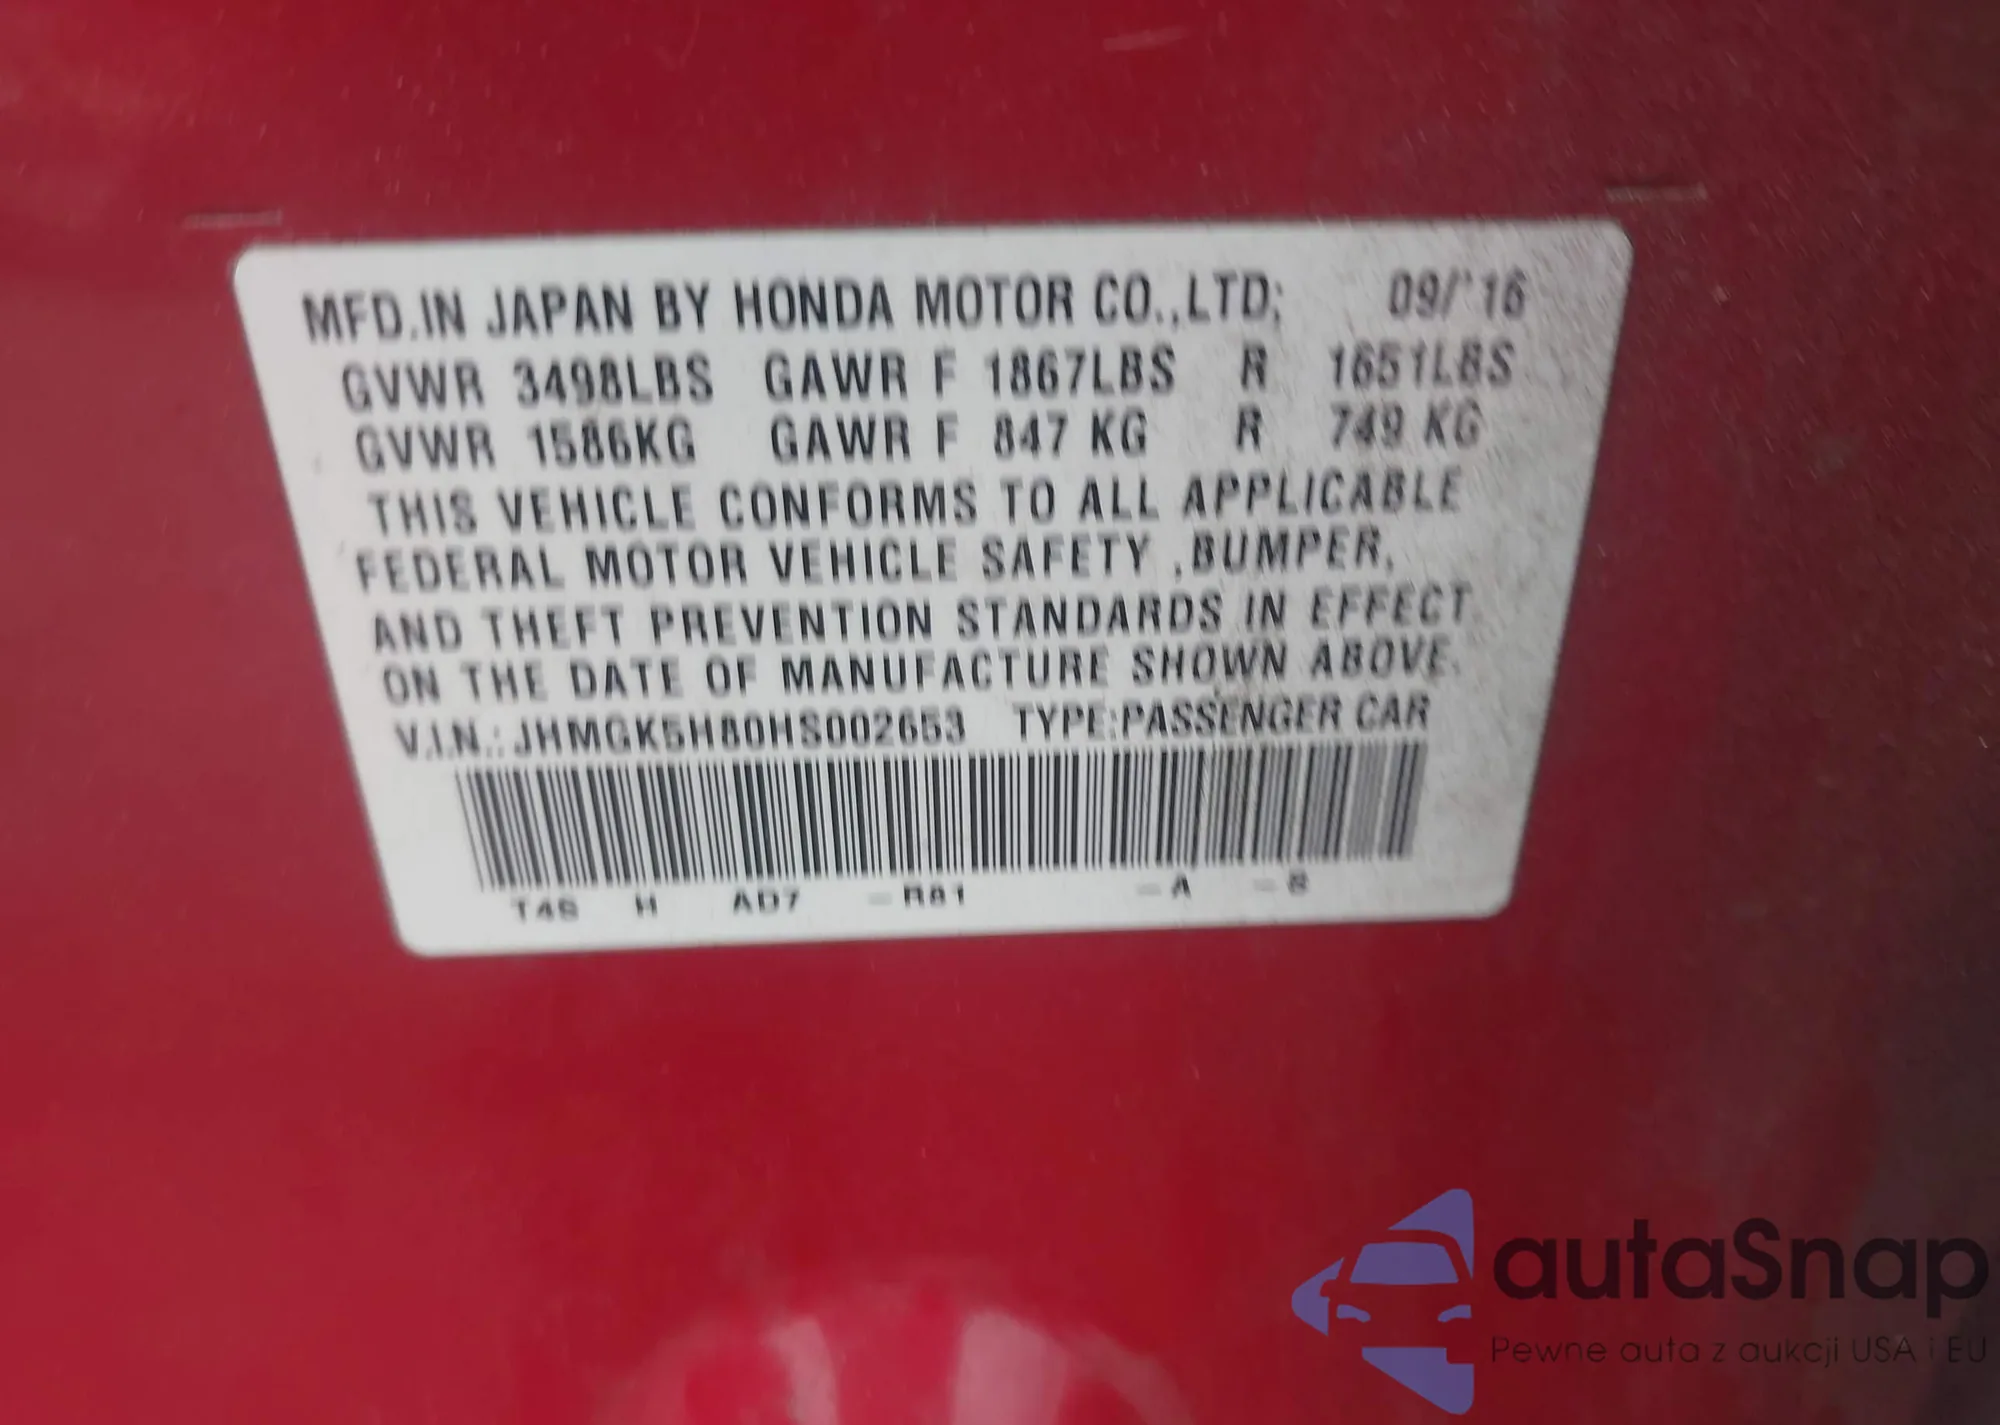 MFD.IN JAPAN BY HONDA MOTOR CO.,LTD; 09/'16
GVWR 3498LBS GAWR F 1867LBS R 1651LBS
GVWR 1586KG GAWR F 847 KG R 749 KG
THIS VEHICLE CONFORMS TO ALL APPLICABLE
FEDERAL MOTOR VEHICLE SAFETY ,BUMPER,
AND THEFT PREVENTION STANDARDS IN EFFECT
ON THE DATE OF MANUFACTURE SHOWN ABOVE.
V.I.N.: JHMGK5H80HS002653 TYPE:PASSENGER CAR
T4S H AD7 -R81 -A -B
autaSnap
Pewne auta z aukcji USA i EU